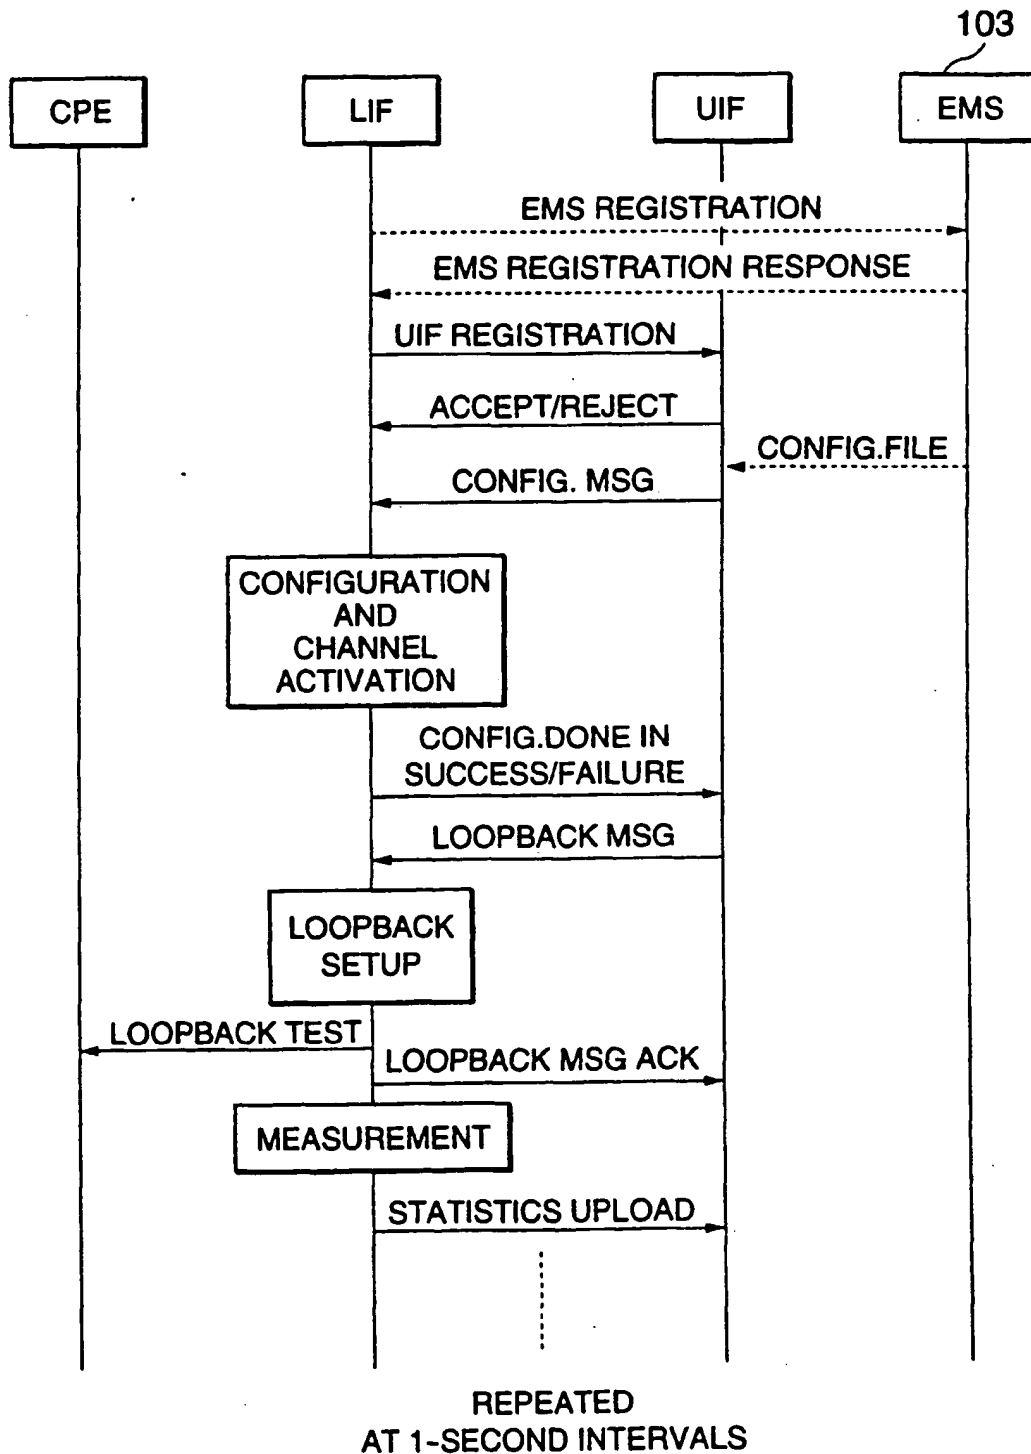 103
CPE
LIF
UIF
EMS
EMS REGISTRATION
EMS REGISTRATION RESPONSE
UIF REGISTRATION
ACCEPT/REJECT
CONFIG.FILE
CONFIG. MSG
CONFIGURATION
AND
CHANNEL
ACTIVATION
CONFIG.DONE IN
SUCCESS/FAILURE
LOOPBACK MSG
LOOPBACK
SETUP
LOOPBACK TEST
LOOPBACK MSG ACK
MEASUREMENT
STATISTICS UPLOAD
REPEATED
AT 1-SECOND INTERVALS